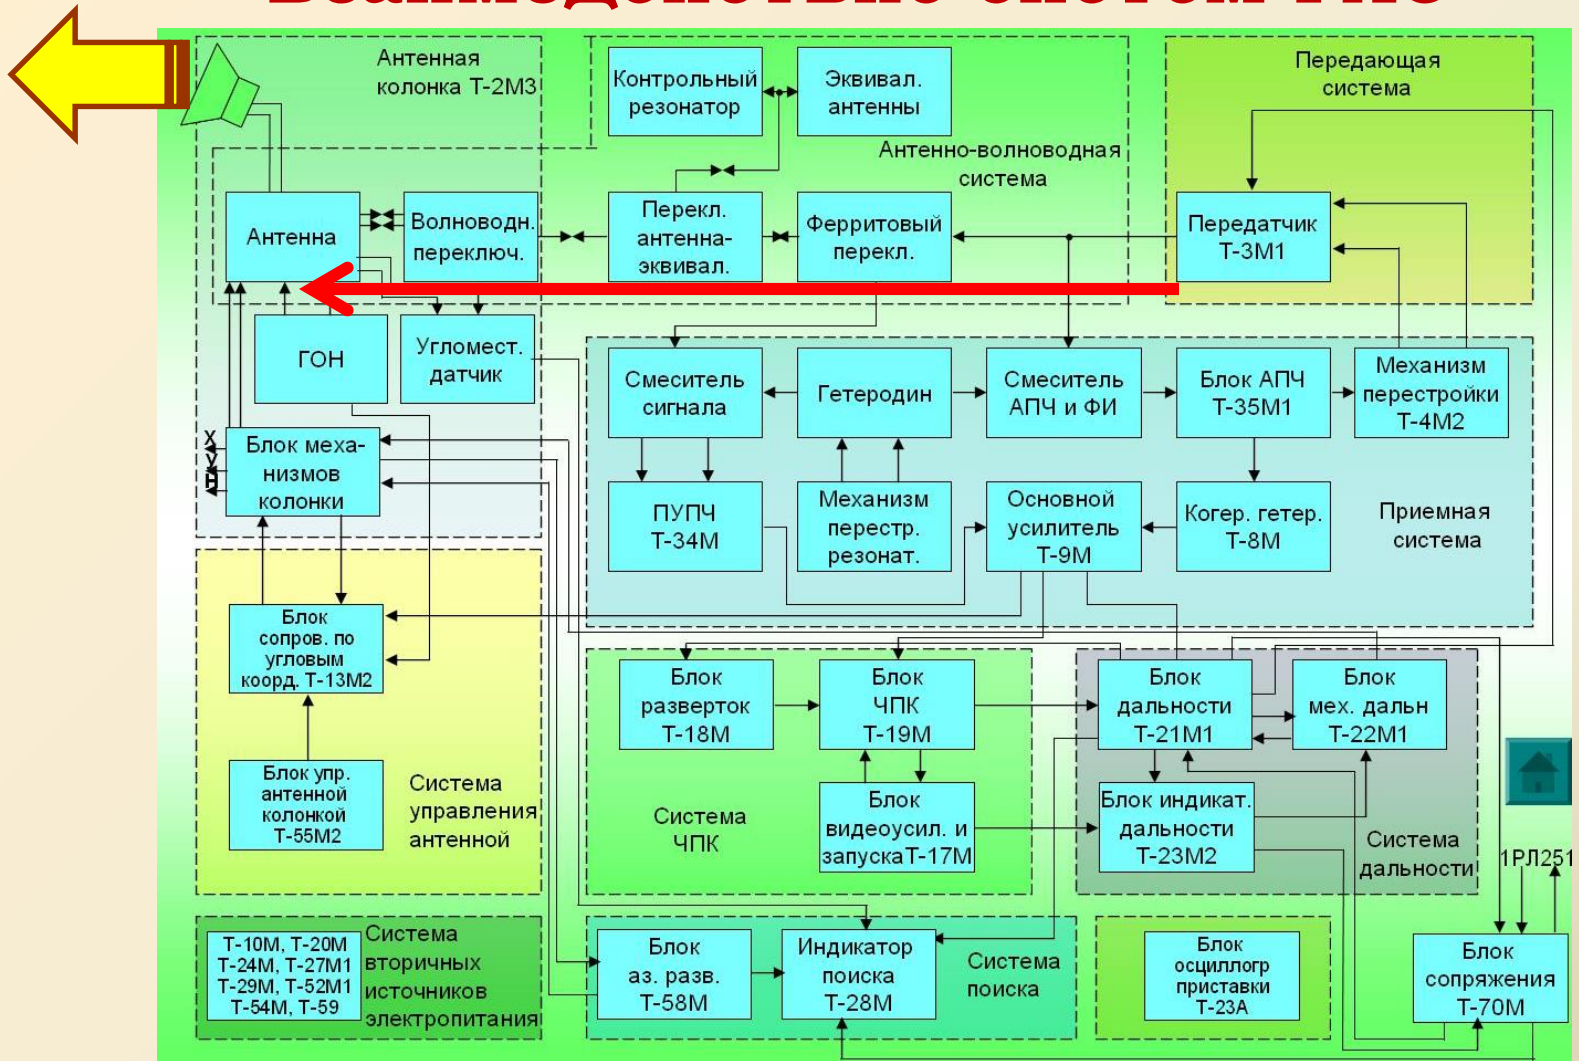 Взаимодействие систем РПС
Антенная
колонка Т-2М3
Контрольный
резонатор
Эквивал.
антенны
Передающая
система
Антенно-волноводная
система
Антенна
Волноводн.
переключ.
Перекл.
антенна-
эквивал.
Ферритовый
перекл.
Передатчик
Т-3М1
ГОН
Угломест.
датчик
Смеситель
сигнала
Гетеродин
Смеситель
АПЧ и ФИ
Блок АПЧ
Т-35М1
Механизм
перестройки
Т-4М2
Х
У
Н
Блок меха-
низмов
колонки
ПУПЧ
Т-34М
Механизм
перестр.
резонат.
Основной
усилитель
Т-9М
Когер. гетер.
Т-8М
Приемная
система
Блок
сопров. по
угловым
коорд. Т-13М2
Блок упр.
антенной
колонкой
Т-55М2
Система
управления
антенной
Блок
разверток
Т-18М
Блок
ЧПК
Т-19М
Система
ЧПК
Блок
видеоусил. и
запускаТ-17М
Блок
дальности
Т-21М1
Блок
мех. дальн
Т-22М1
Блок индикат.
дальности
Т-23М2
Система
дальности
1РЛ251
Т-10М, Т-20М
Т-24М, Т-27М1
Т-29М, Т-52М1
Т-54М, Т-59
Система
вторичных
источников
электропитания
Блок
аз. разв.
Т-58М
Индикатор
поиска
Т-28М
Система
поиска
Блок
осциллогр
приставки
Т-23А
Блок
сопряжения
Т-70М